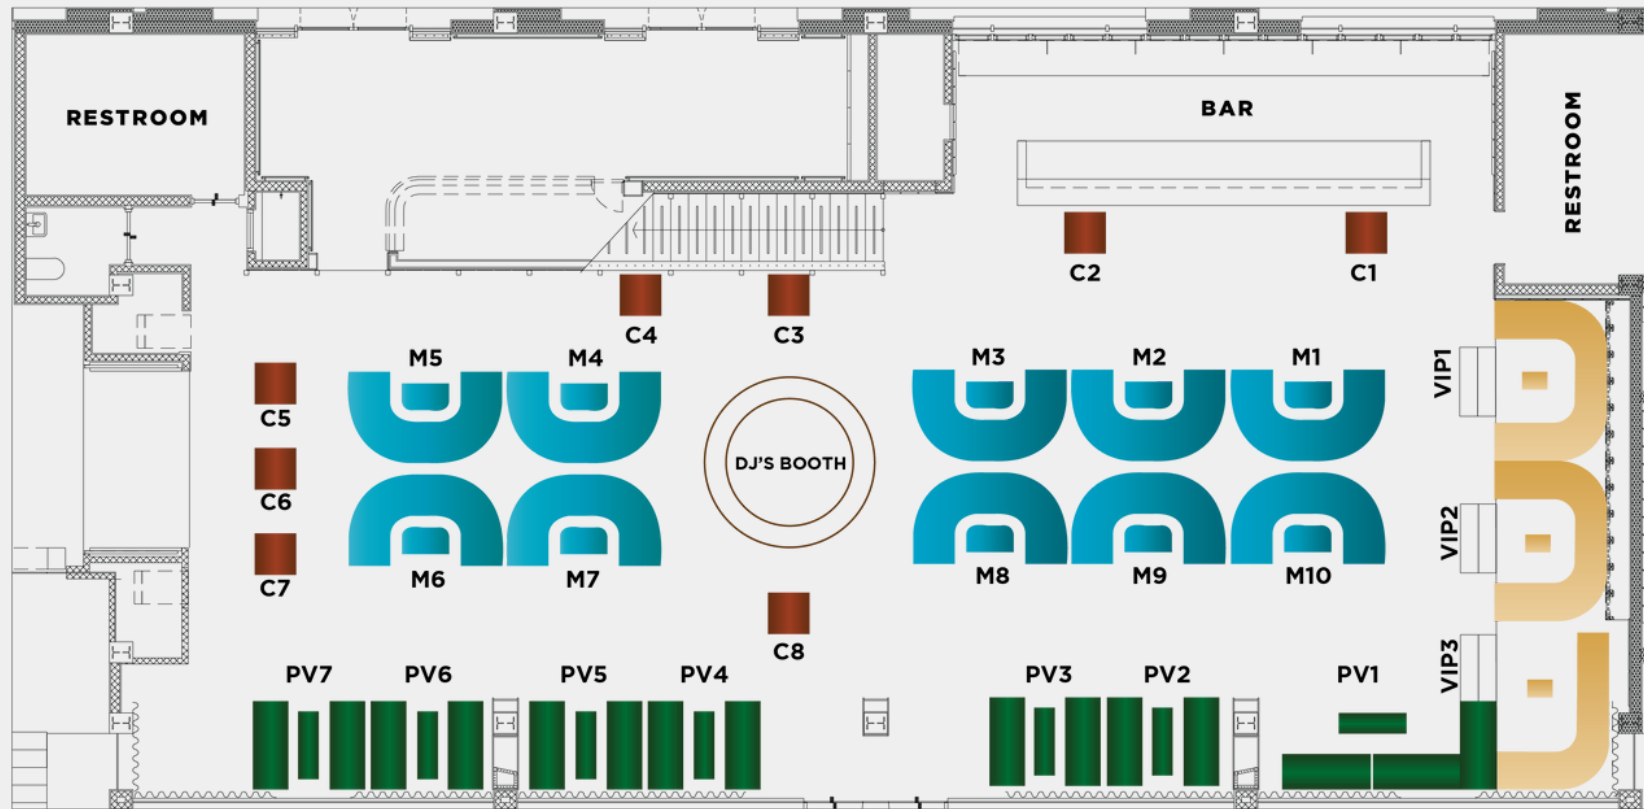 RESTROOM
BAR
RESTROOM
C2
C1
C4
C3
M5
M4
M3
M2
M1
VIP1
C5
DJ'S BOOTH
C6
VIP2
M6
M7
M8
M9
M10
C7
C8
VIP3
PV7
PV6
PV5
PV4
PV3
PV2
PV1